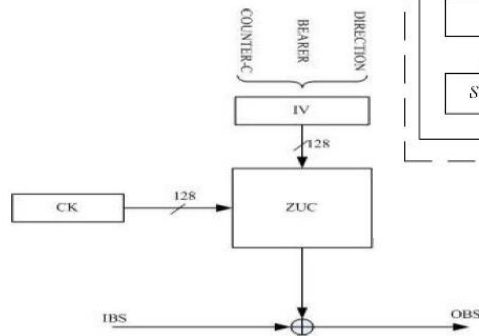 COUNTER-C
BEARER
DIRECTION
S
IV
128
128
CK
ZUC
IBS
OBS